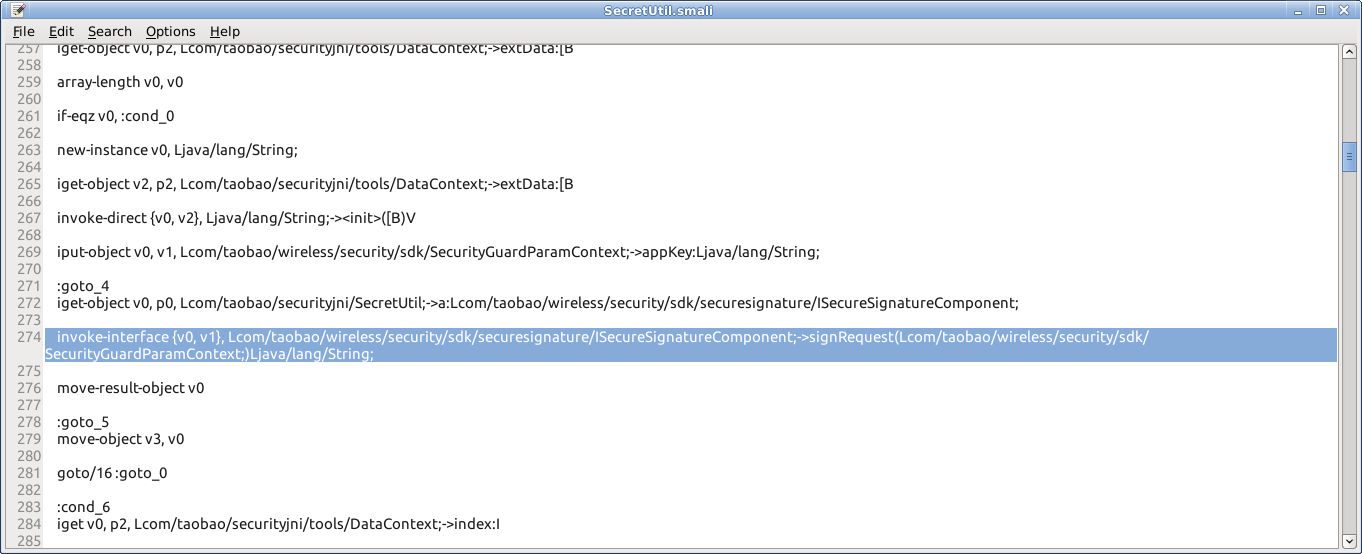 SecretUtil.smali
File Edit Search Options Help
257 iget-object v0, p2, Lcom/taobao/securityjni/tools/DataContext;->extData:[B
258
259 array-length v0, v0
260
261 if-eqz v0, :cond_0
262
263 new-instance v0, Ljava/lang/String;
264
265 iget-object v2, p2, Lcom/taobao/securityjni/tools/DataContext;->extData:[B
266
267 invoke-direct {v0, v2}, Ljava/lang/String;-><init>([B)V
268
269 iput-object v0, v1, Lcom/taobao/wireless/security/sdk/SecurityGuardParamContext;->appKey:Ljava/lang/String;
270
271 :goto_4
272 iget-object v0, p0, Lcom/taobao/securityjni/SecretUtil;->a:Lcom/taobao/wireless/security/sdk/securesignature/ISecureSignatureComponent;
273
274 invoke-interface {v0, v1}, Lcom/taobao/wireless/security/sdk/securesignature/ISecureSignatureComponent;->signRequest(Lcom/taobao/wireless/security/sdk/
SecurityGuardParamContext;)Ljava/lang/String;
275
276 move-result-object v0
277
278 :goto_5
279 move-object v3, v0
280
281 goto/16 :goto_0
282
283 :cond_6
284 iget v0, p2, Lcom/taobao/securityjni/tools/DataContext;->index:I
285